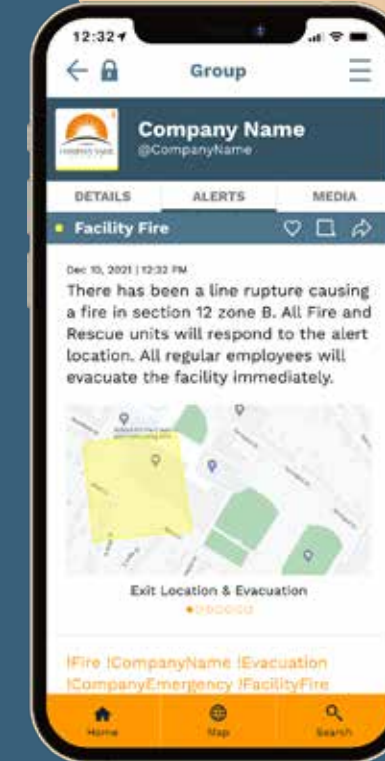 12:32
Group
Company Name
@CompanyName
DETAILS ALERTS MEDIA
Facility Fire
Dec 10, 2021 | 12:32 PM
There has been a line rupture causing
a fire in section 12 zone B. All Fire and
Rescue units will respond to the alert
location. All regular employees will
evacuate the facility immediately.
Exit Location & Evacuation
!Fire !CompanyName !Evacuation
!CompanyEmergency !FacilityFire
Home Map Search